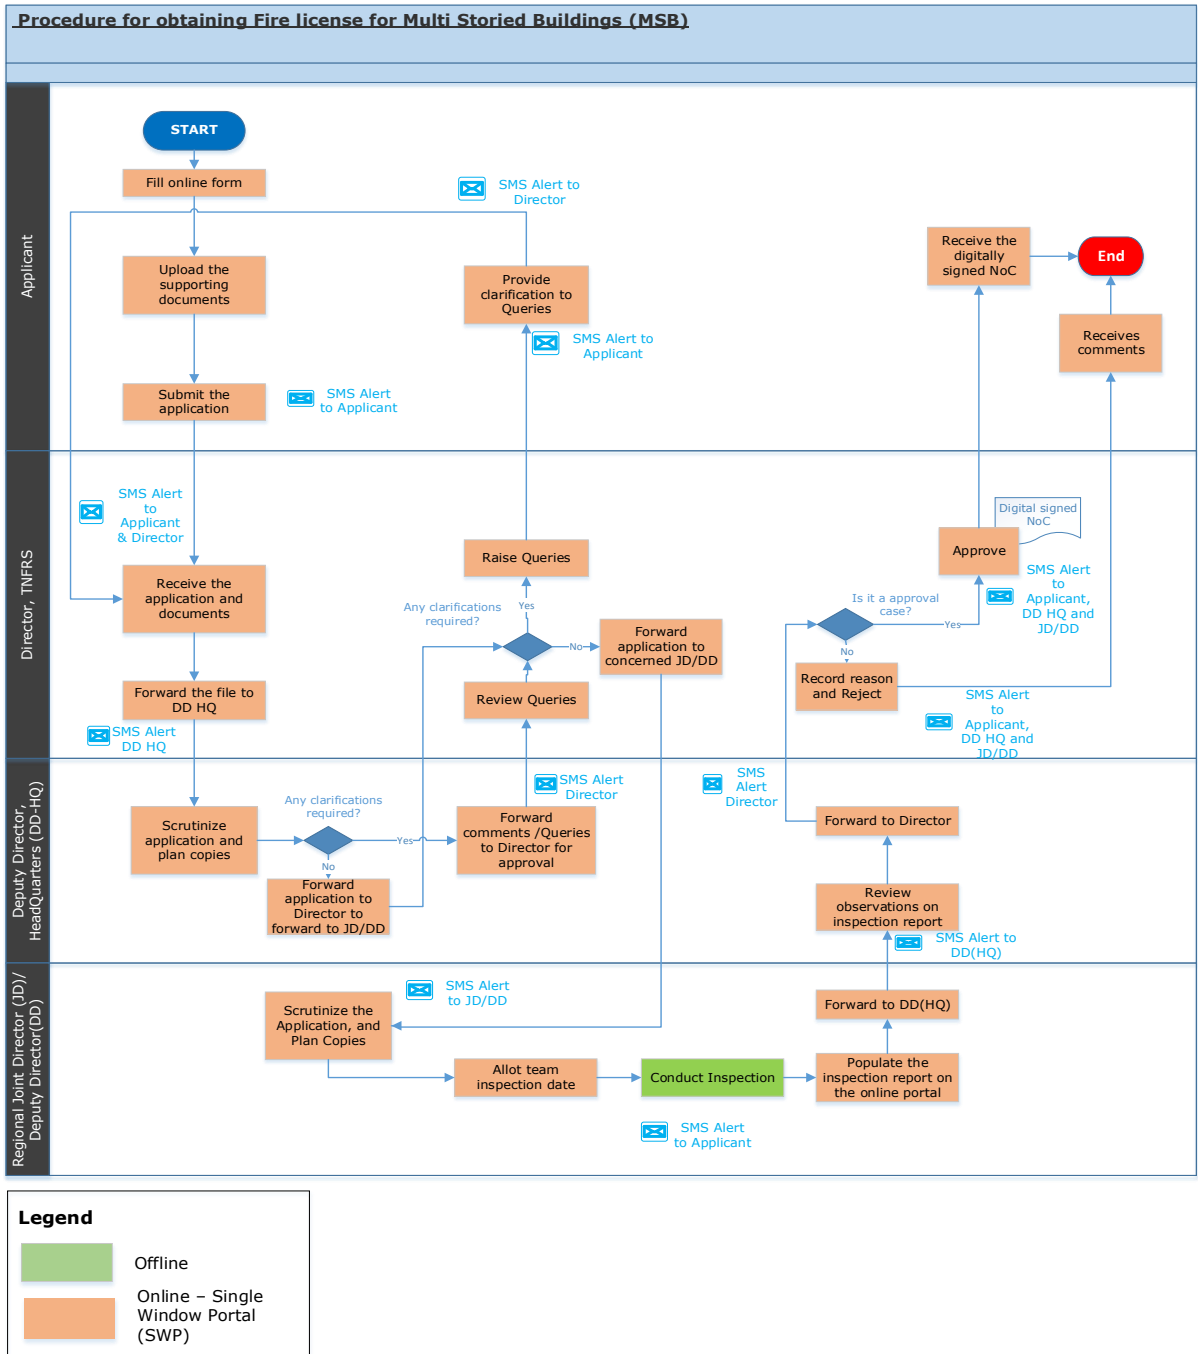 Procedure for obtaining Fire license for Multi Storied Buildings (MSB)
Applicant
START
Fill online form
Upload the
supporting
documents
Submit the
application
SMS Alert
to Applicant
SMS Alert to
Director
Provide
clarification to
Queries
SMS Alert to
Applicant
Receive the
digitally
signed NoC
End
Receives
comments
Director, TNFRS
SMS Alert
to
Applicant
& Director
Receive the
application and
documents
Forward the file to
DD HQ
SMS Alert
DD HQ
Raise Queries
Any clarifications
required?
Yes
No
Forward
application to
concerned JD/DD
Review Queries
Digital signed
NoC
Approve
SMS Alert
to
Applicant,
DD HQ and
JD/DD
Is it a approval
case?
Yes
No
Record reason
and Reject
SMS Alert
to
Applicant,
DD HQ and
JD/DD
Deputy Director,
HeadQuarters (DD-HQ)
Scrutinize
application and
plan copies
Any clarifications
required?
Yes
No
Forward
application to
Director to
forward to JD/DD
SMS Alert
Director
Forward
comments /Queries
to Director for
approval
SMS
Alert
Director
Forward to Director
Review
observations on
inspection report
SMS Alert to
DD(HQ)
Regional Joint Director (JD)/
Deputy Director(DD)
SMS Alert
to JD/DD
Scrutinize the
Application, and
Plan Copies
Allot team
inspection date
Conduct Inspection
SMS Alert
to Applicant
Forward to DD(HQ)
Populate the
inspection report on
the online portal
Legend
Offline
Online – Single
Window Portal
(SWP)